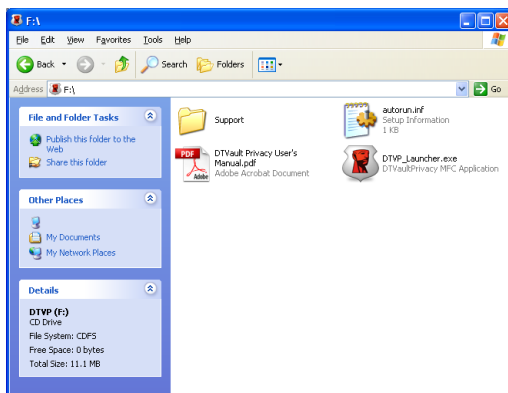 F:\
File Edit View Favorites Tools Help
Back Search Folders
Address F:\ Go
File and Folder Tasks
Publish this folder to the
Web
Share this folder
Other Places
My Documents
My Network Places
Details
DTVP (F:)
CD Drive
File System: CDFS
Free Space: 0 bytes
Total Size: 11.1 MB
Support
autorun.inf
Setup Information
1 KB
PDF
Adobe
DTVault Privacy User's
Manual.pdf
Adobe Acrobat Document
DTVP_Launcher.exe
DTVaultPrivacy MFC Application